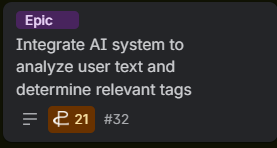 Epic
Integrate AI system to
analyze user text and
determine relevant tags
21 #32